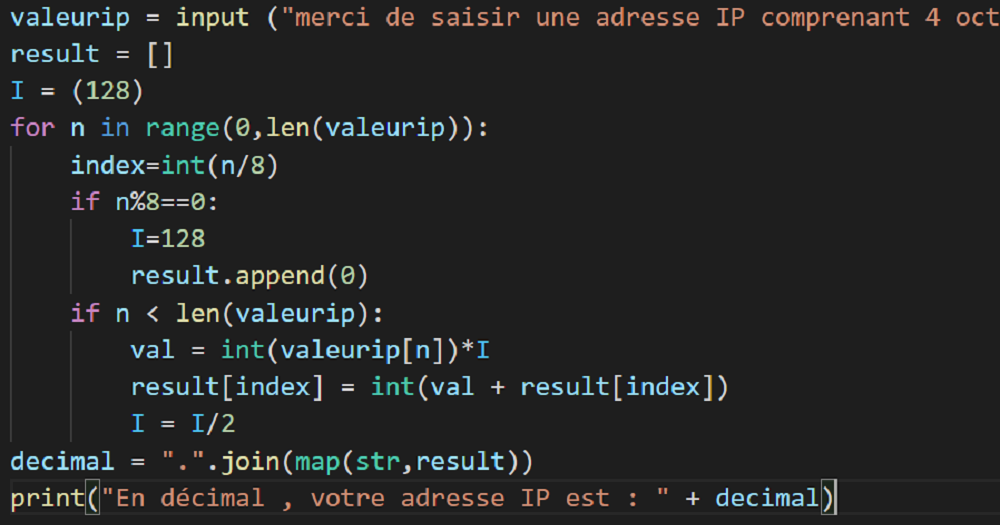 valeurip = input ("merci de saisir une adresse IP comprenant 4 oct
result = []
I = (128)
for n in range(0,len(valeurip)):
    index=int(n/8)
    if n%8==0:
        I=128
        result.append(0)
    if n < len(valeurip):
        val = int(valeurip[n])*I
        result[index] = int(val + result[index])
        I = I/2
decimal = ".".join(map(str,result))
print("En décimal , votre adresse IP est : " + decimal)